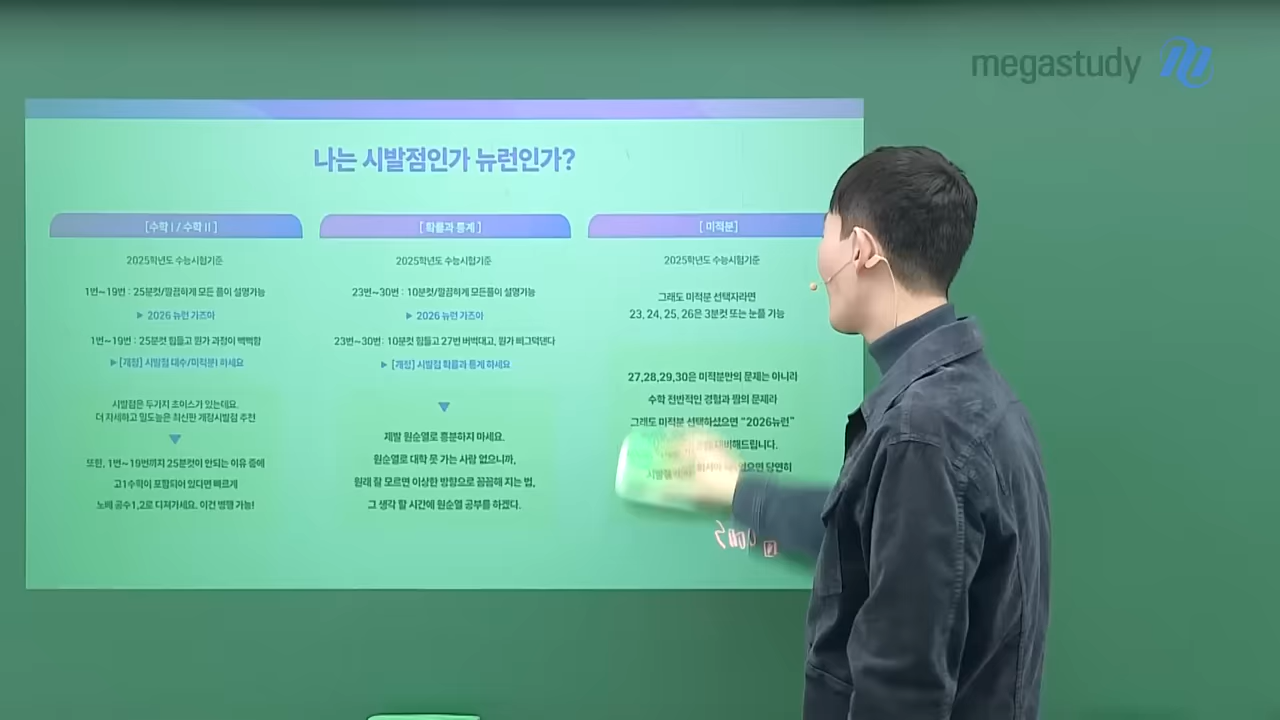 megastudy
나는 시발점인가 뉴런인가?
[수학 I / 수학 II ]
2025학년도 수능시험기준
1번~19번 : 25분컷/깔끔하게 모든 풀이 설명가능
▶ 2026 뉴런 가즈아
1번~19번 : 25분컷 힘들고 뭔가 과정이 빡빡함
▶ [개정] 시발점 대수/미적분I 하세요
시발점은 두가지 초이스가 있는데요.
더 자세하고 밀도높은 최신판 개정시발점 추천
또한, 1번~19번까지 25분컷이 안되는 이유 중에
고1수학이 포함되어 있다면 빠르게
노베 공수1,2로 다져가세요. 이건 병행 가능!
[ 확률과 통계 ]
2025학년도 수능시험기준
23번~30번 : 10분컷/깔끔하게 모든풀이 설명가능
▶ 2026 뉴런 가즈아
23번~30번 : 10분컷 힘들고 27번 버벅대고, 뭔가 삐그덕댄다
▶ [개정] 시발점 확률과 통계 하세요
제발 원순열로 흥분하지 마세요.
원순열로 대학 못 가는 사람 없으니까,
원래 잘 모르면 이상한 방향으로 꼼꼼해 지는 법,
그 생각 할 시간에 원순열 공부를 하겠다.
[ 미적분]
2025학년도 수능시험기준
그래도 미적분 선택자라면
23, 24, 25, 26은 3분컷 또는 눈풀 가능
27,28,29,30은 미적분만의 문제는 아니라
수학 전반적인 경험과 짬의 문제라
그래도 미적분 선택하셨으면 "2026뉴런"
대비해드립니다.
시발점
으면 당연히